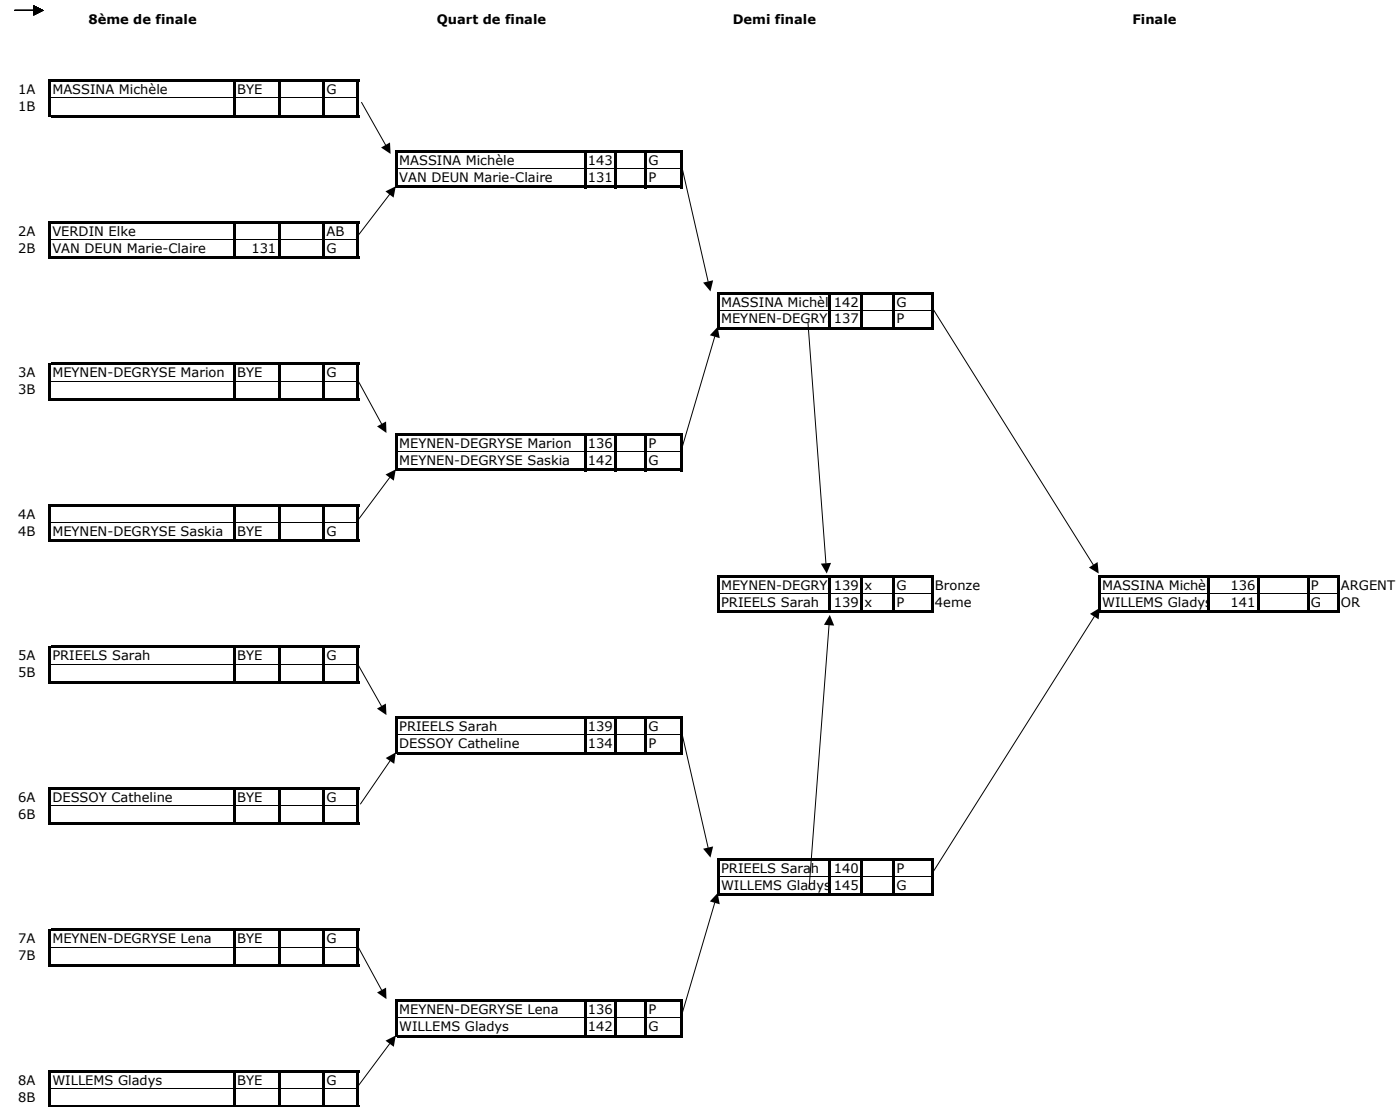 8ème de finale Quart de finale Demi finale Finale
1A MASSINA Michèle BYE G
1B
MASSINA Michèle 143 G
VAN DEUN Marie-Claire 131 P
2A VERDIN Elke AB
2B VAN DEUN Marie-Claire 131 G
MASSINA Michèl 142 G
MEYNEN-DEGRY 137 P
3A MEYNEN-DEGRYSE Marion BYE G
3B
MEYNEN-DEGRYSE Marion 136 P
MEYNEN-DEGRYSE Saskia 142 G
4A
4B MEYNEN-DEGRYSE Saskia BYE G
MEYNEN-DEGRY 139 x G Bronze MASSINA Michè 136 P ARGENT
PRIEELS Sarah 139 x P 4eme WILLEMS Gladys 141 G OR
5A PRIEELS Sarah BYE G
5B
PRIEELS Sarah 139 G
DESSOY Catheline 134 P
6A DESSOY Catheline BYE G
6B
PRIEELS Sarah 140 P
WILLEMS Gladys 145 G
7A MEYNEN-DEGRYSE Lena BYE G
7B
MEYNEN-DEGRYSE Lena 136 P
WILLEMS Gladys 142 G
8A WILLEMS Gladys BYE G
8B